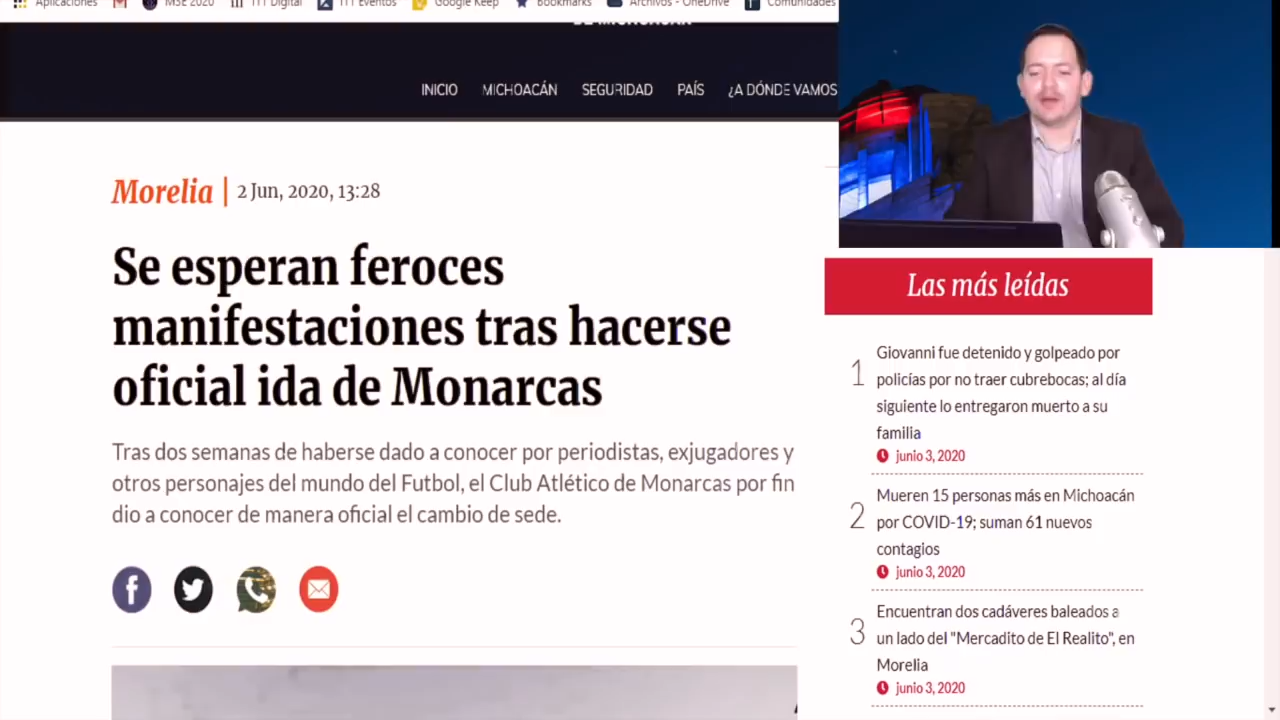 Aplicaciones
MSE 2020
TTT Digital
TTT Eventos
Google Keep
Bookmarks
Archivos - OneDrive
Comunidades
INICIO MICHOACÁN SEGURIDAD PAÍS ¿A DÓNDE VAMOS
Morelia | 2 Jun, 2020, 13:28
Se esperan feroces
manifestaciones tras hacerse
oficial ida de Monarcas
Tras dos semanas de haberse dado a conocer por periodistas, exjugadores y
otros personajes del mundo del Futbol, el Club Atlético de Monarcas por fin
dio a conocer de manera oficial el cambio de sede.
Las más leídas
1
Giovanni fue detenido y golpeado por
policías por no traer cubrebocas; al día
siguiente lo entregaron muerto a su
familia
junio 3, 2020
2
Mueren 15 personas más en Michoacán
por COVID-19; suman 61 nuevos
contagios
junio 3, 2020
3
Encuentran dos cadáveres baleados a
un lado del "Mercadito de El Realito", en
Morelia
junio 3, 2020